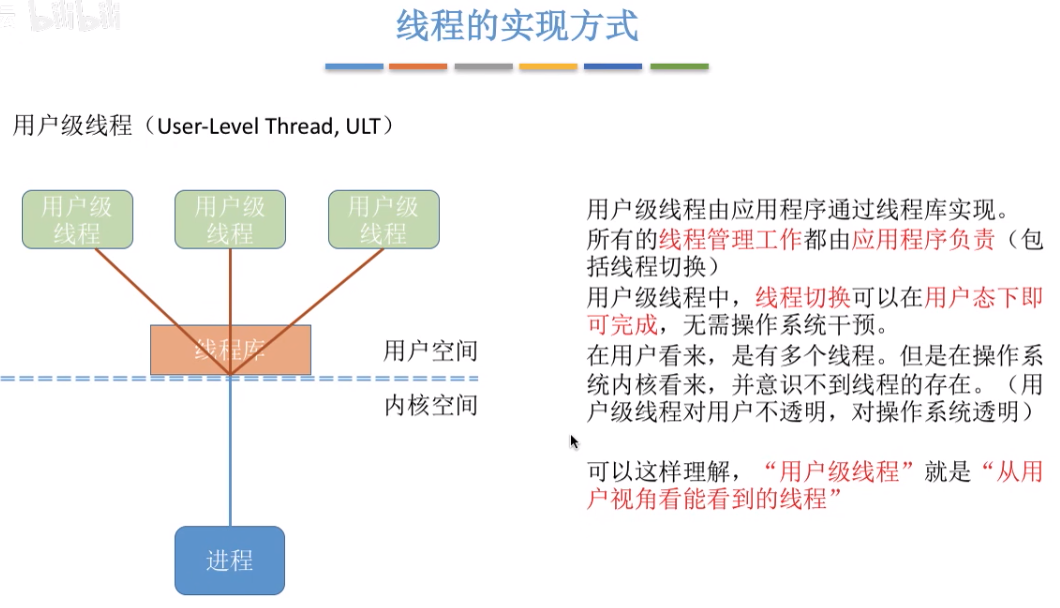 bilibili
线程的实现方式
用户级线程（User-Level Thread, ULT）
用户级
线程
用户级
线程
用户级
线程
线程库
用户空间
内核空间
进程
用户级线程由应用程序通过线程库实现。
所有的线程管理工作都由应用程序负责（包
括线程切换）
用户级线程中，线程切换可以在用户态下即
可完成，无需操作系统干预。
在用户看来，是有多个线程。但是在操作系
统内核看来，并意识不到线程的存在。（用
户级线程对用户不透明，对操作系统透明）
可以这样理解，“用户级线程”就是“从用
户视角看能看到的线程”